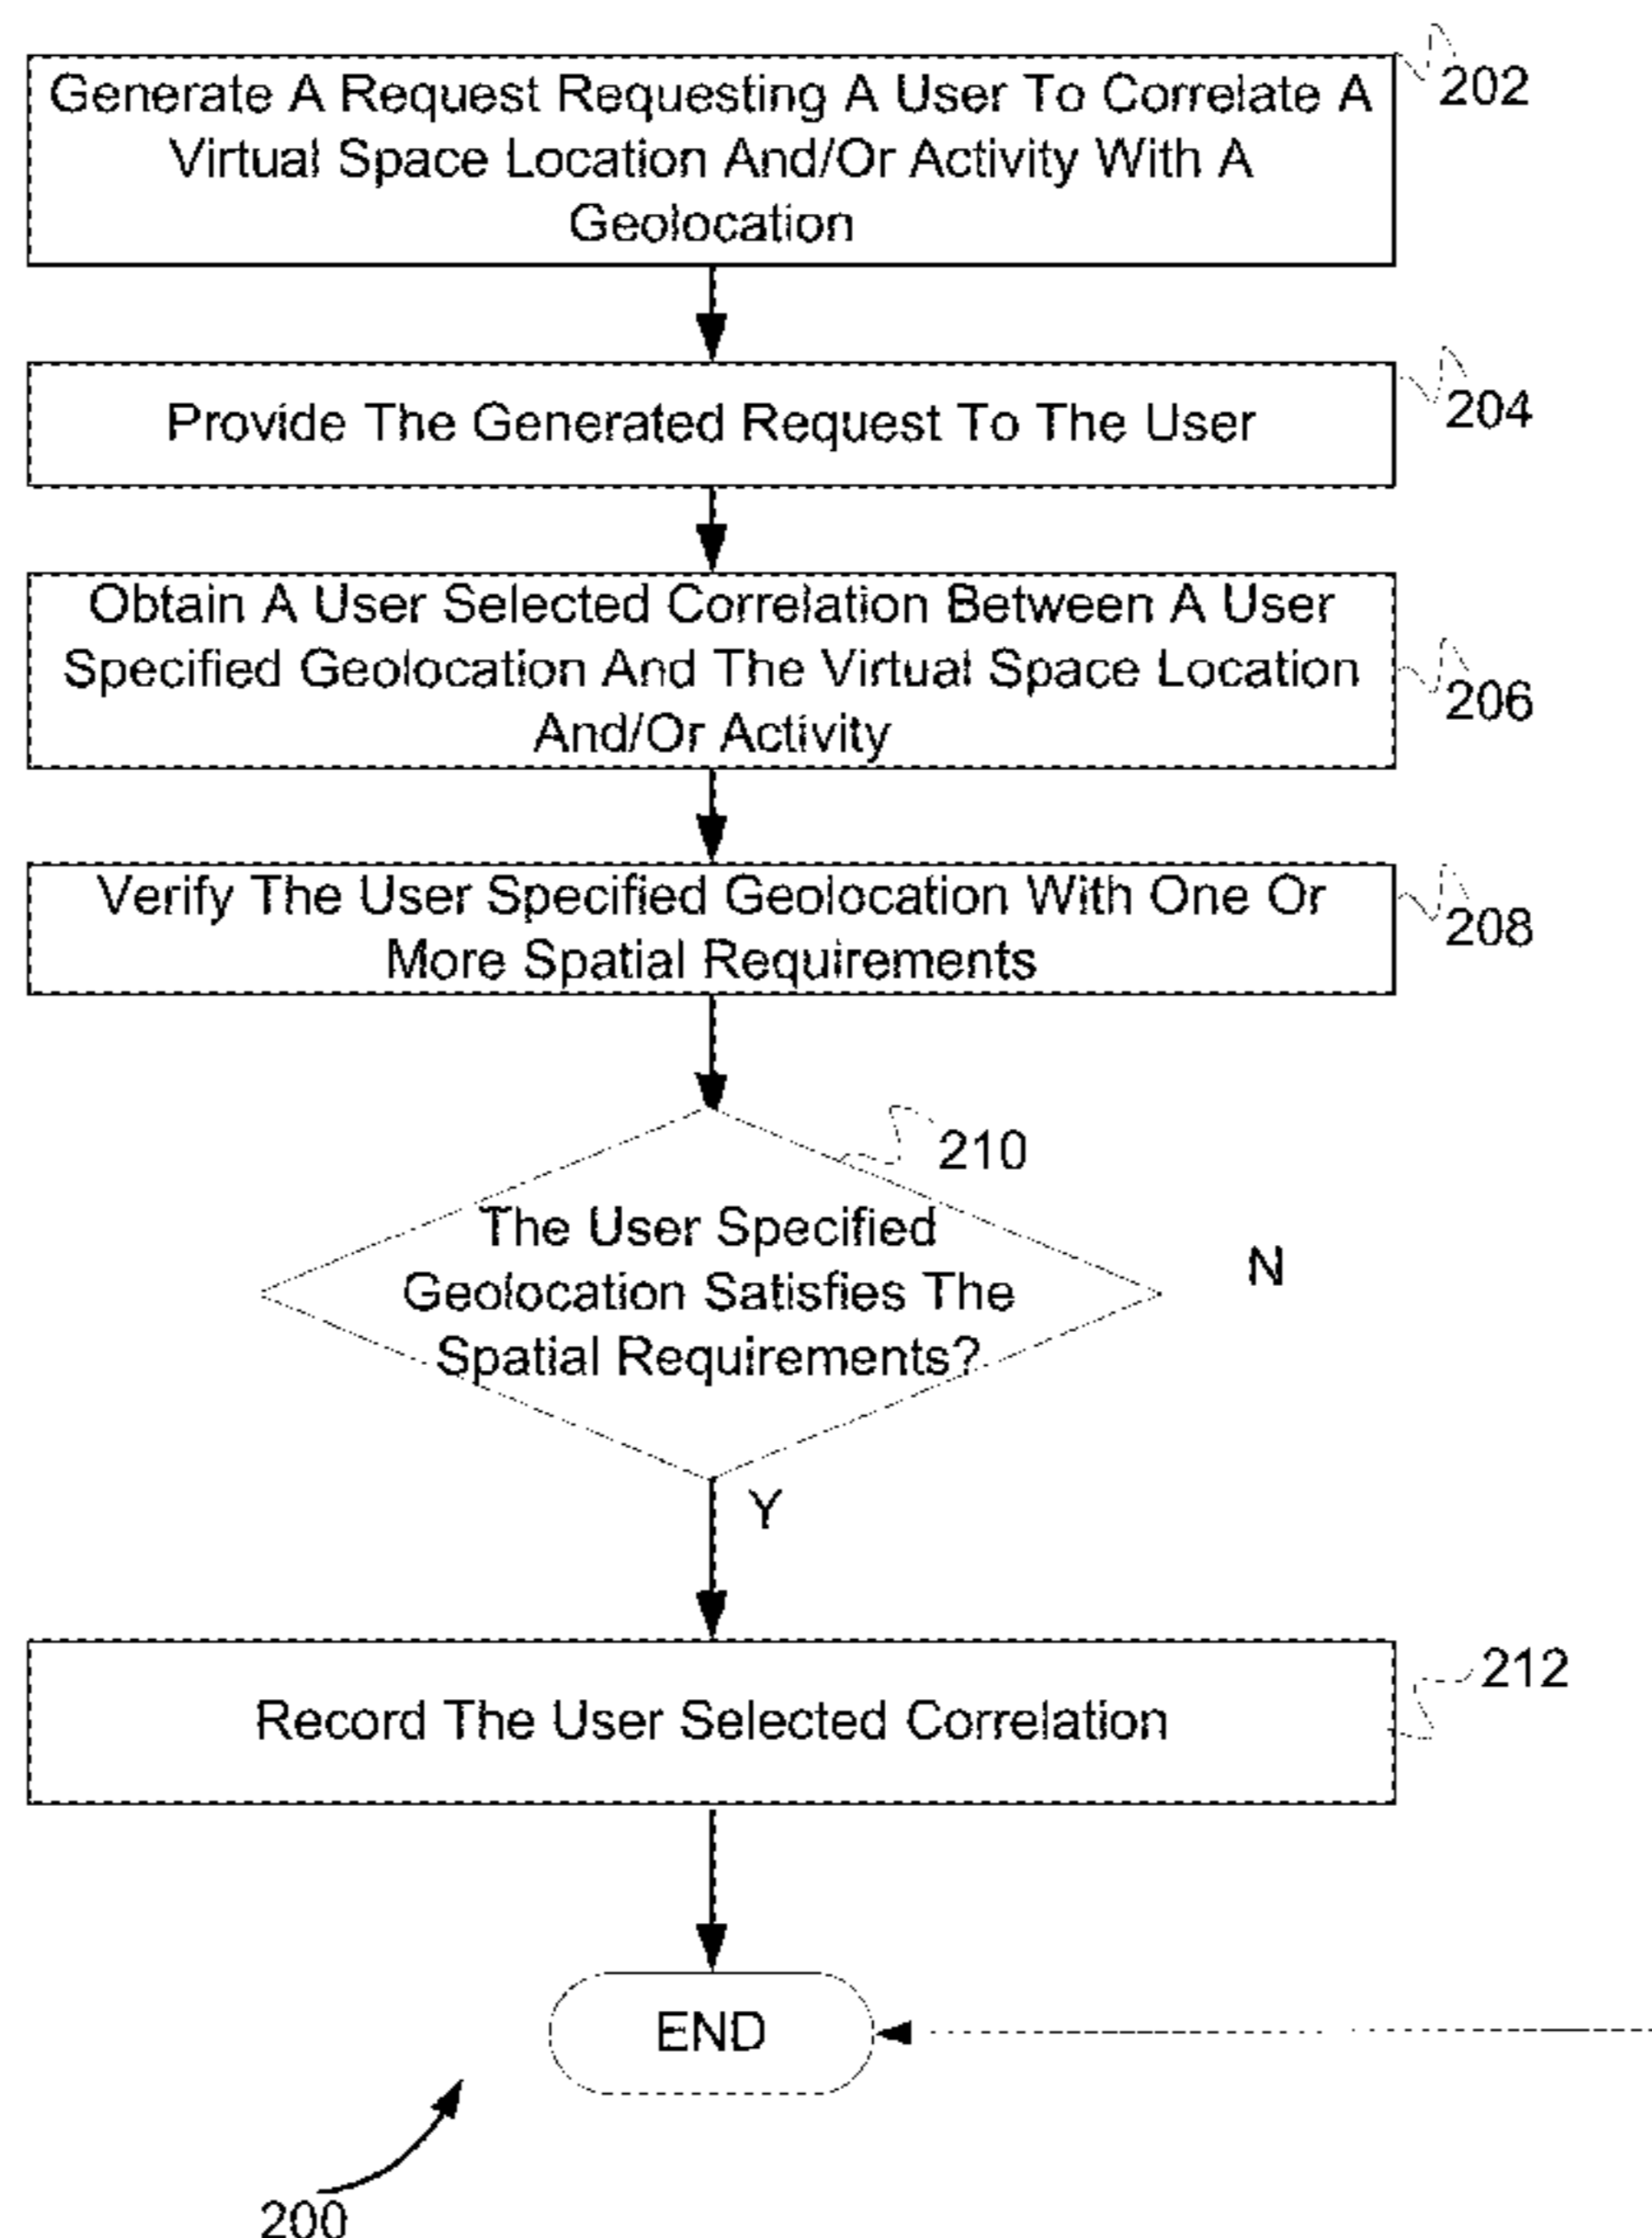 Generate A Request Requesting A User To Correlate A
Virtual Space Location And/Or Activity With A
Geolocation
202
Provide The Generated Request To The User
204
Obtain A User Selected Correlation Between A User
Specified Geolocation And The Virtual Space Location
And/Or Activity
206
Verify The User Specified Geolocation With One Or
More Spatial Requirements
208
210
The User Specified
Geolocation Satisfies The
Spatial Requirements?
N
Y
212
Record The User Selected Correlation
END
200